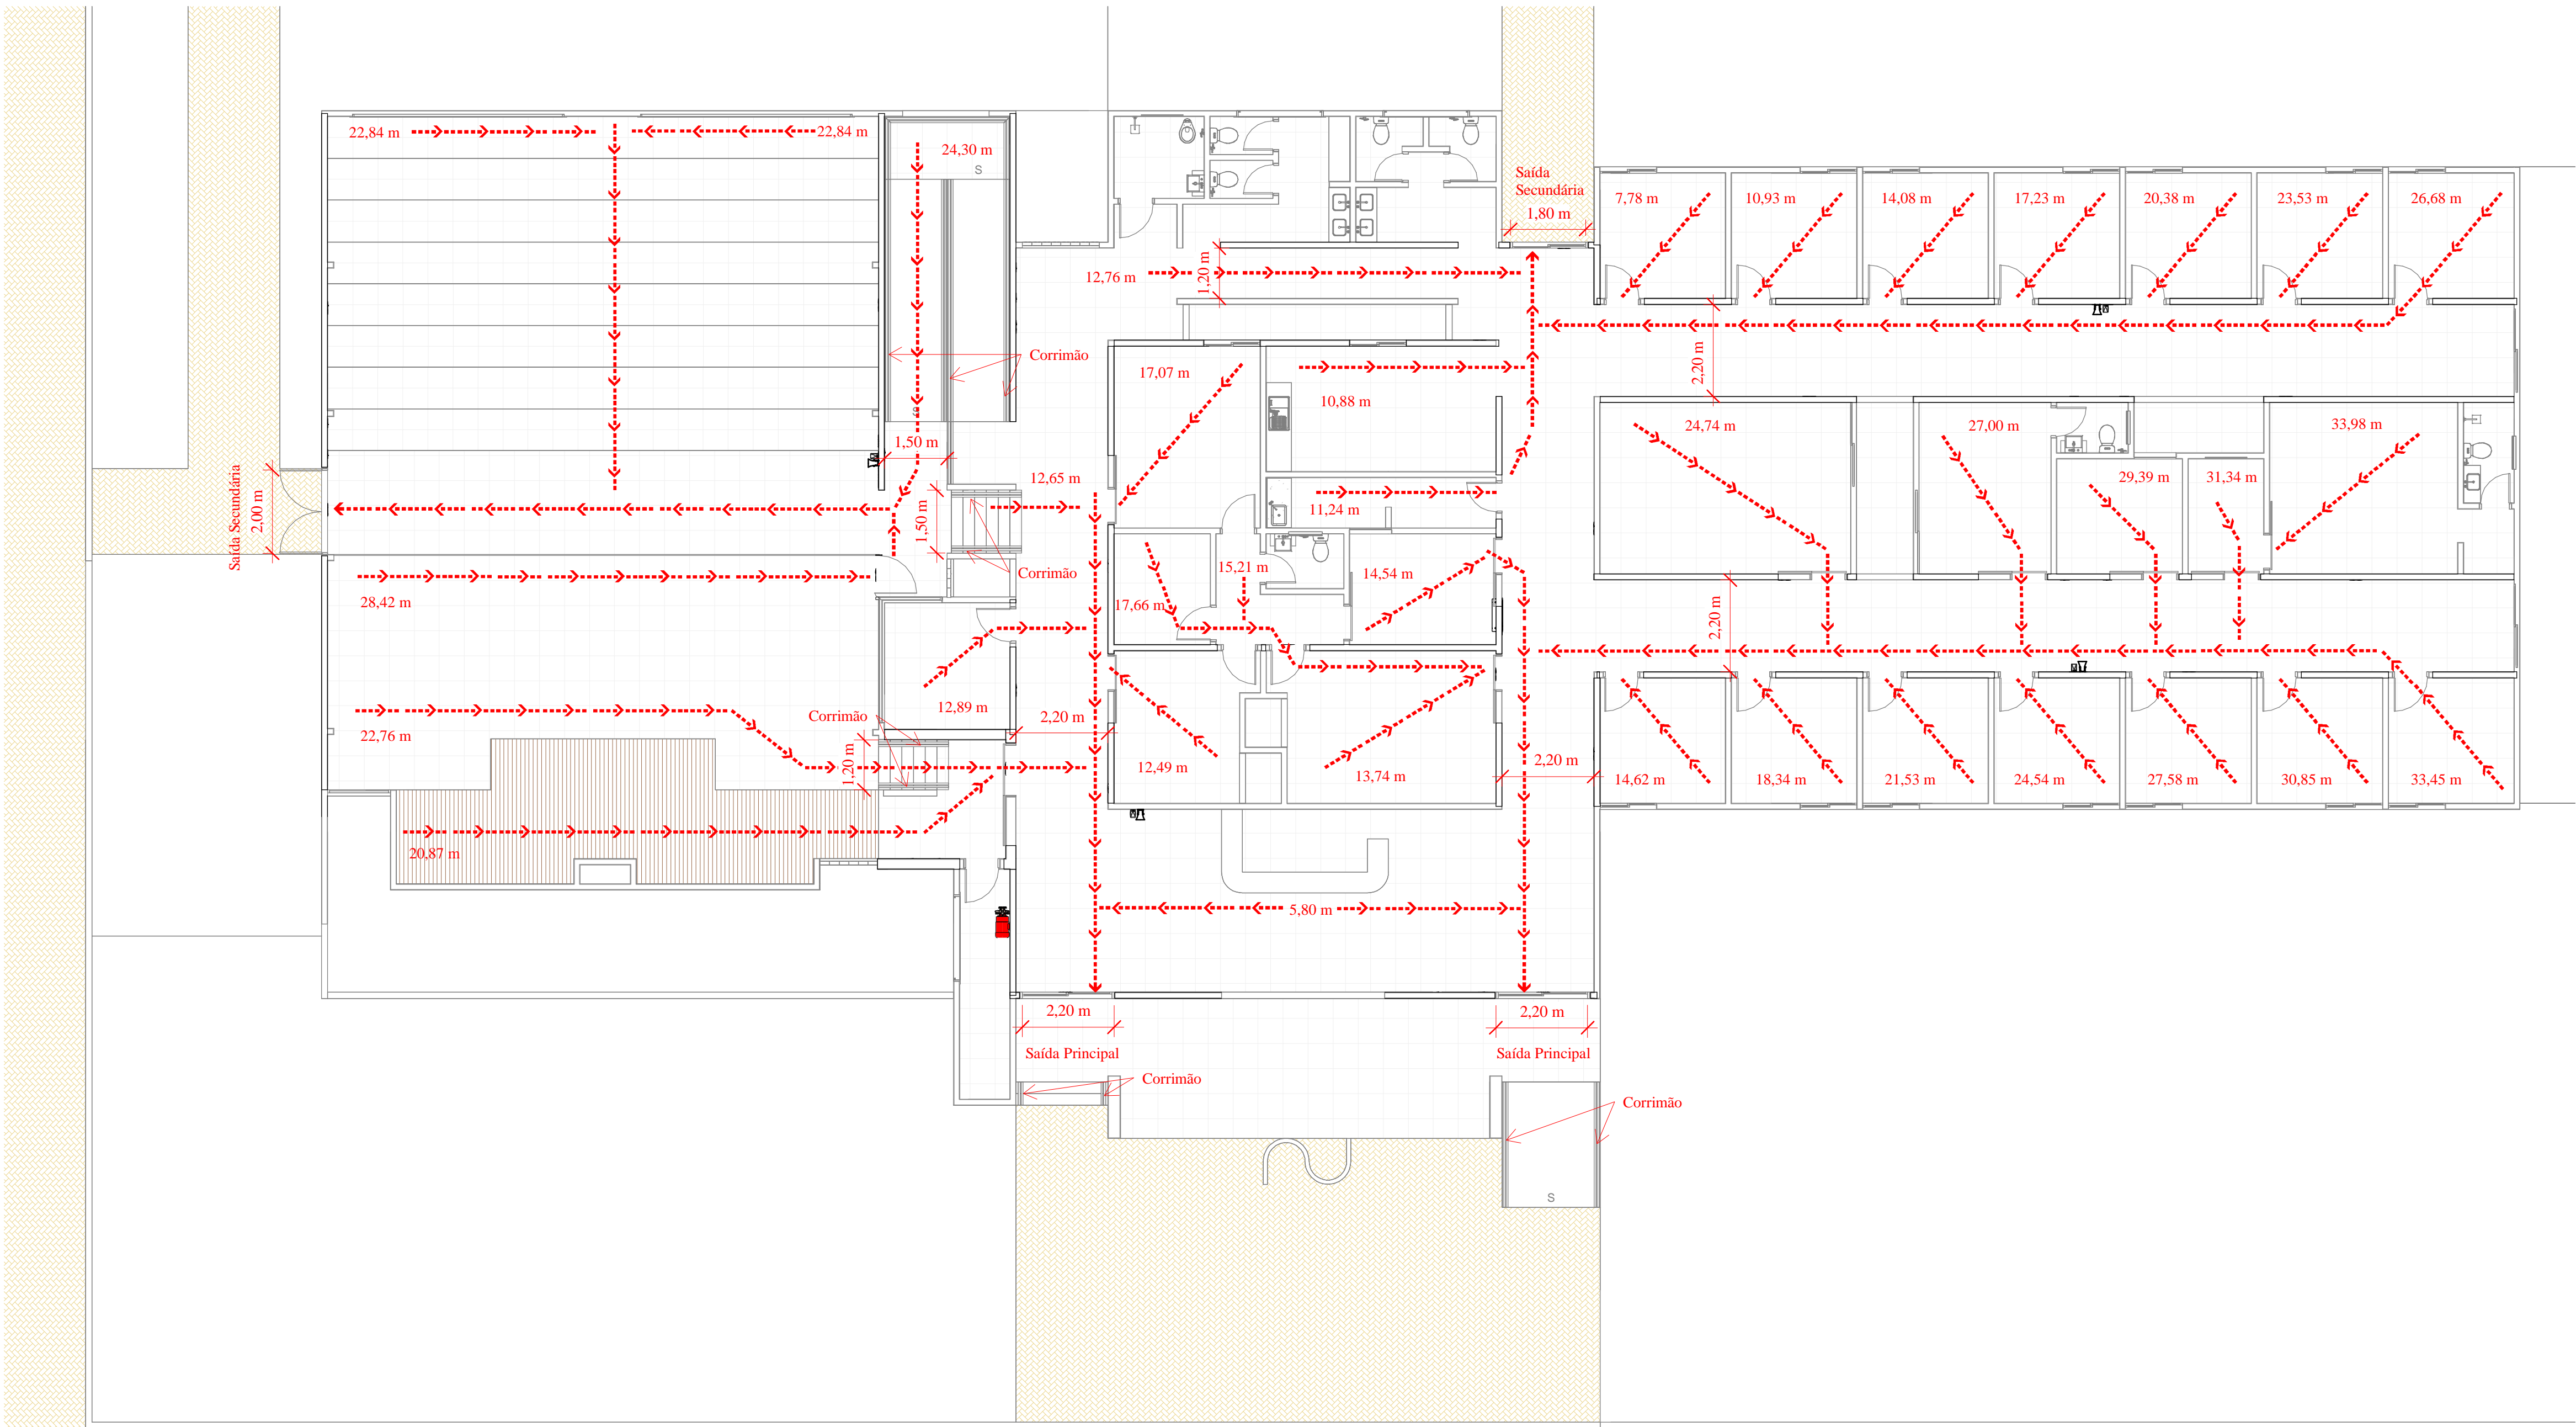 22,84 m
22,84 m
24,30 m
S
Saída
Secundária
1,80 m
7,78 m
10,93 m
14,08 m
17,23 m
20,38 m
23,53 m
26,68 m
12,76 m
1,20 m
Corrimão
17,07 m
10,88 m
2,20 m
S
1,50 m
24,74 m
27,00 m
33,98 m
Saída Secundária
2,00 m
12,65 m
1,50 m
11,24 m
29,39 m
31,34 m
Corrimão
15,21 m
14,54 m
28,42 m
17,66 m
2,20 m
12,89 m
Corrimão
2,20 m
22,76 m
1,20 m
12,49 m
13,74 m
2,20 m
14,62 m
18,34 m
21,53 m
24,54 m
27,58 m
30,85 m
33,45 m
20,87 m
5,80 m
2,20 m
2,20 m
Saída Principal
Saída Principal
Corrimão
Corrimão
S